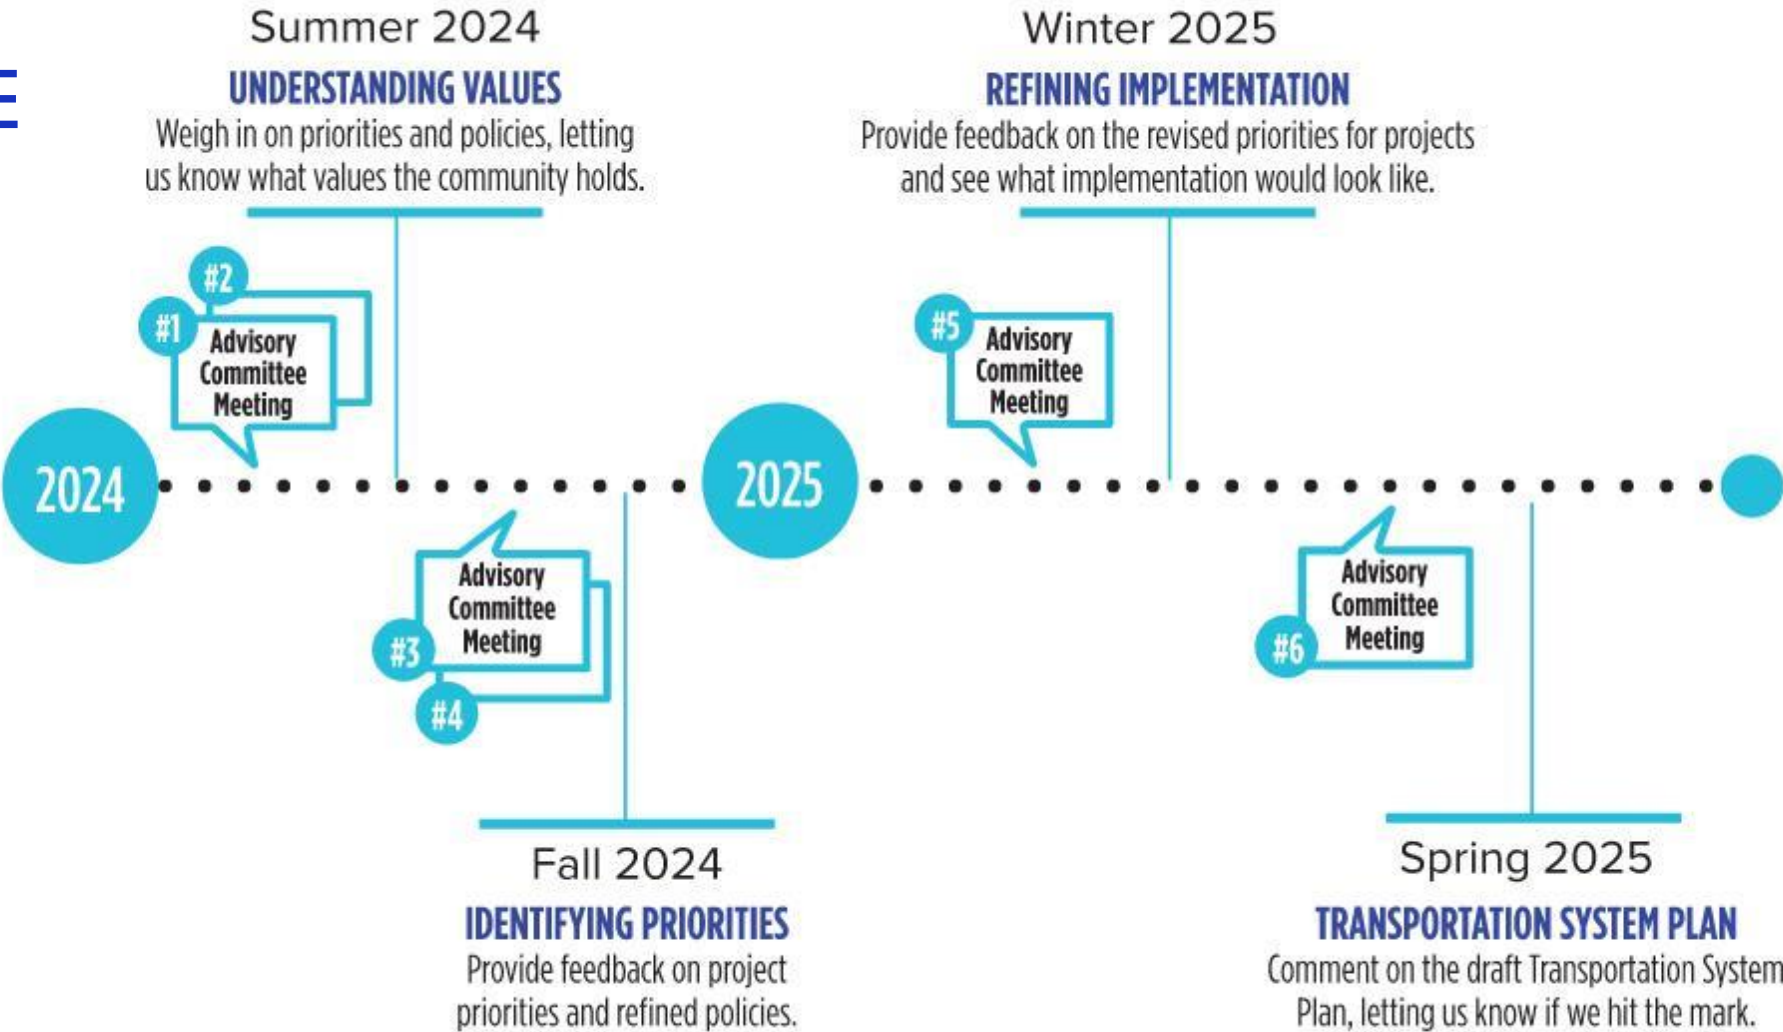 E
Summer 2024
UNDERSTANDING VALUES
Weigh in on priorities and policies, letting
us know what values the community holds.
Winter 2025
REFINING IMPLEMENTATION
Provide feedback on the revised priorities for projects
and see what implementation would look like.
#2
#1
Advisory
Committee
Meeting
#5
Advisory
Committee
Meeting
2024
2025
Advisory
Committee
Meeting
#3
#4
Advisory
Committee
Meeting
#6
Fall 2024
IDENTIFYING PRIORITIES
Provide feedback on project
priorities and refined policies.
Spring 2025
TRANSPORTATION SYSTEM PLAN
Comment on the draft Transportation System
Plan, letting us know if we hit the mark.